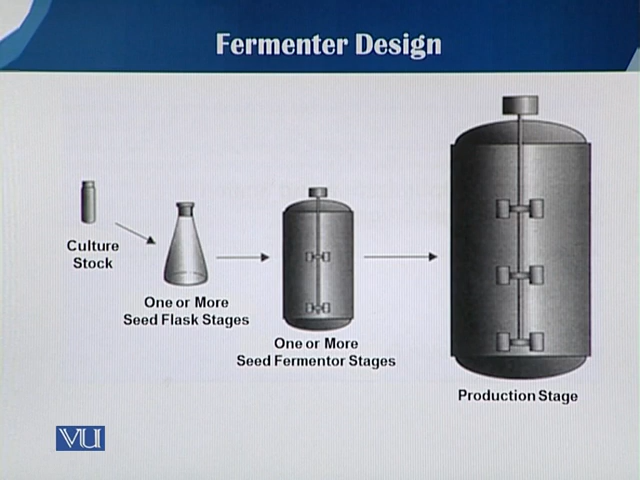 Fermenter Design
Culture
Stock
One or More
Seed Flask Stages
One or More
Seed Fermentor Stages
Production Stage
VU